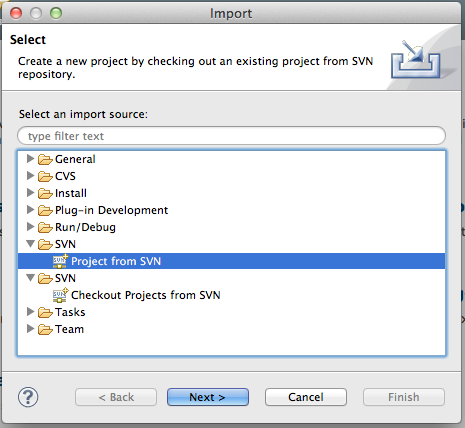 Import
Select
Create a new project by checking out an existing project from SVN
repository.
Select an import source:
type filter text
General
CVS
Install
Plug-in Development
Run/Debug
SVN
Project from SVN
SVN
Checkout Projects from SVN
Tasks
Team
? < Back Next > Cancel Finish